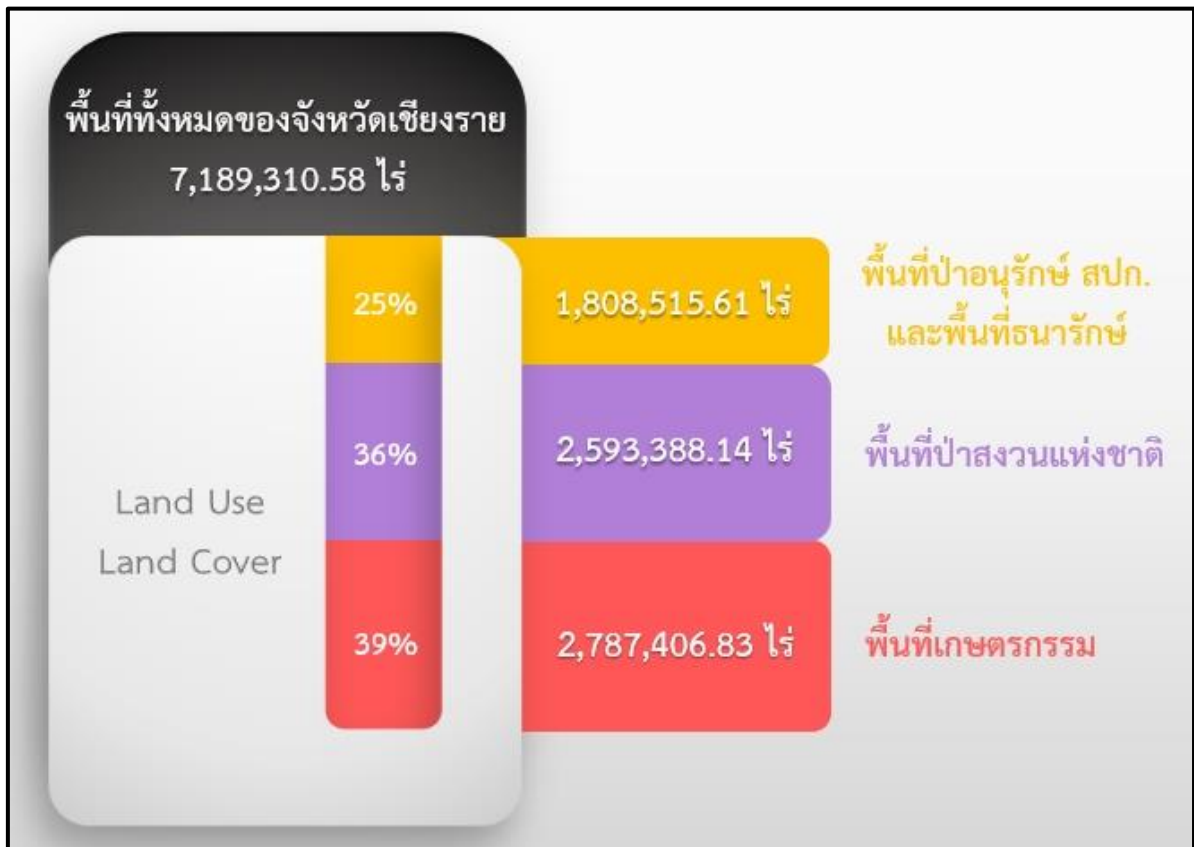 พื้นที่ทั้งหมดของจังหวัดเชียงราย
7,189,310.58 ไร่
25%
1,808,515.61 ไร่
พื้นที่ป่าอนุรักษ์ สปก.
และพื้นที่ธนารักษ์
36%
2,593,388.14 ไร่
พื้นที่ป่าสงวนแห่งชาติ
Land Use
Land Cover
39%
2,787,406.83 ไร่
พื้นที่เกษตรกรรม